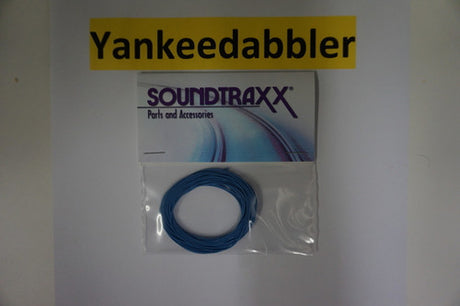 Yankeedabbler
SOUNDTRAXX®
Parts and Accessories